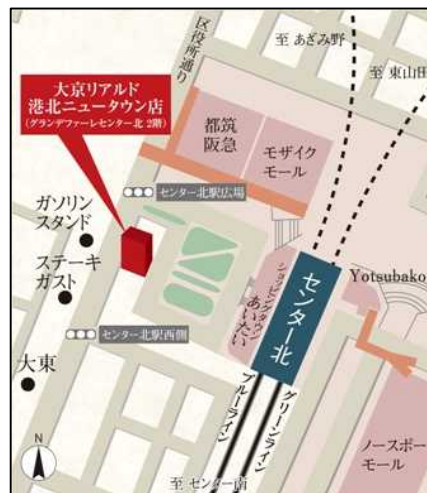 区役所通り
至 あざみ野
至 東山田
大京リアルド
港北ニュータウン店
(グランデファーレセンター北 2階)
都筑
阪急
モザイク
モール
センター北駅広場
ガソリン
スタンド
ステーキ
ガスト
ショッピングタウン
あいたい
センター北
Yotsubako
センター北駅西側
大東
ブルーライン
グリーンライン
ノースポー
モール
N
至 センター南